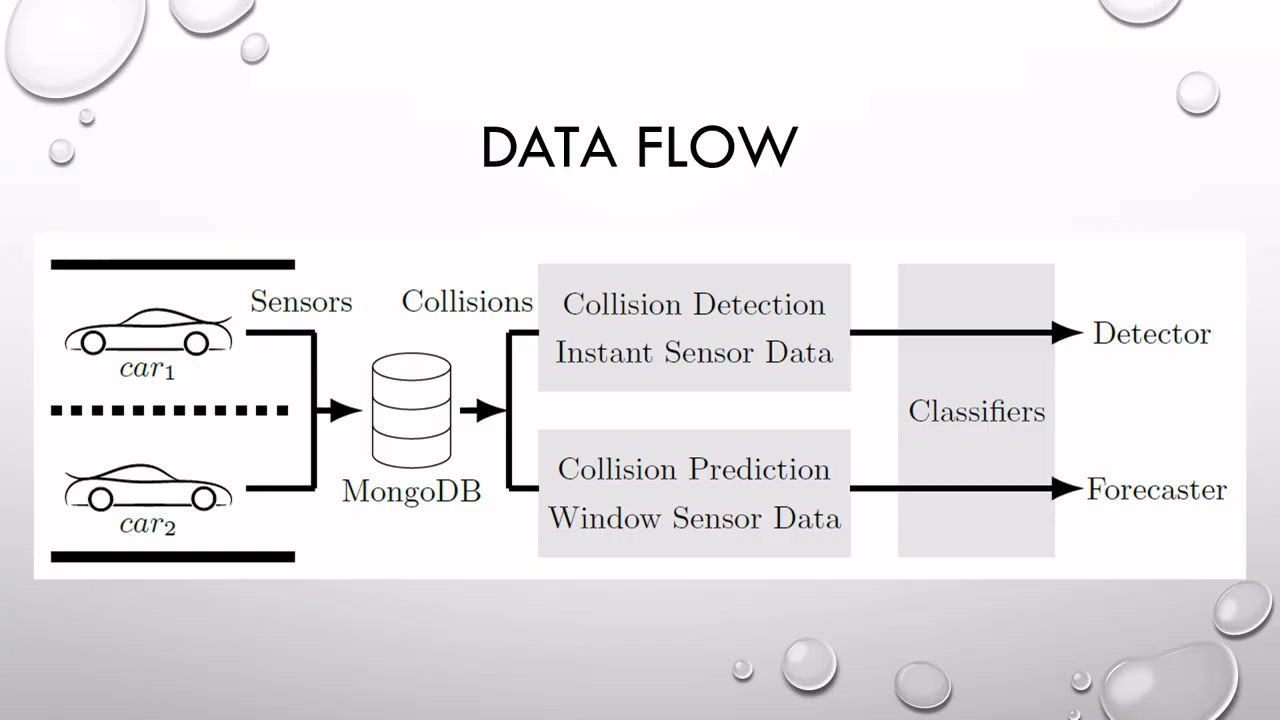 DATA FLOW
Sensors
Collisions
Collision Detection
Instant Sensor Data
Detector
car₁
Classifiers
MongoDB
Collision Prediction
Window Sensor Data
Forecaster
car₂